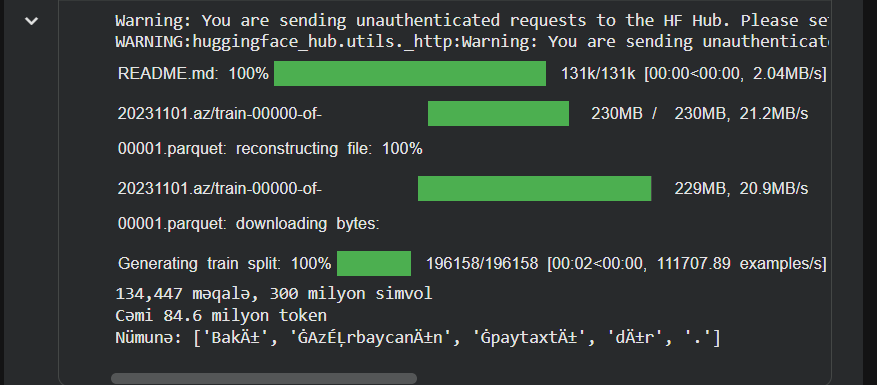 Warning: You are sending unauthenticated requests to the HF Hub. Please se
WARNING:huggingface_hub.utils._http:Warning: You are sending unauthenticat
README.md: 100% 131k/131k [00:00<00:00, 2.04MB/s]
20231101.az/train-00000-of- 230MB / 230MB, 21.2MB/s
00001.parquet: reconstructing file: 100%
20231101.az/train-00000-of- 229MB, 20.9MB/s
00001.parquet: downloading bytes:
Generating train split: 100% 196158/196158 [00:02<00:00, 111707.89 examples/s]
134,447 məqalə, 300 milyon simvol
Cəmi 84.6 milyon token
Nümunə: ['BakÄ±', 'ĠAzÉĻrbaycanÄ±n', 'ĠpaytaxtÄ±', 'dÄ±r', '.']